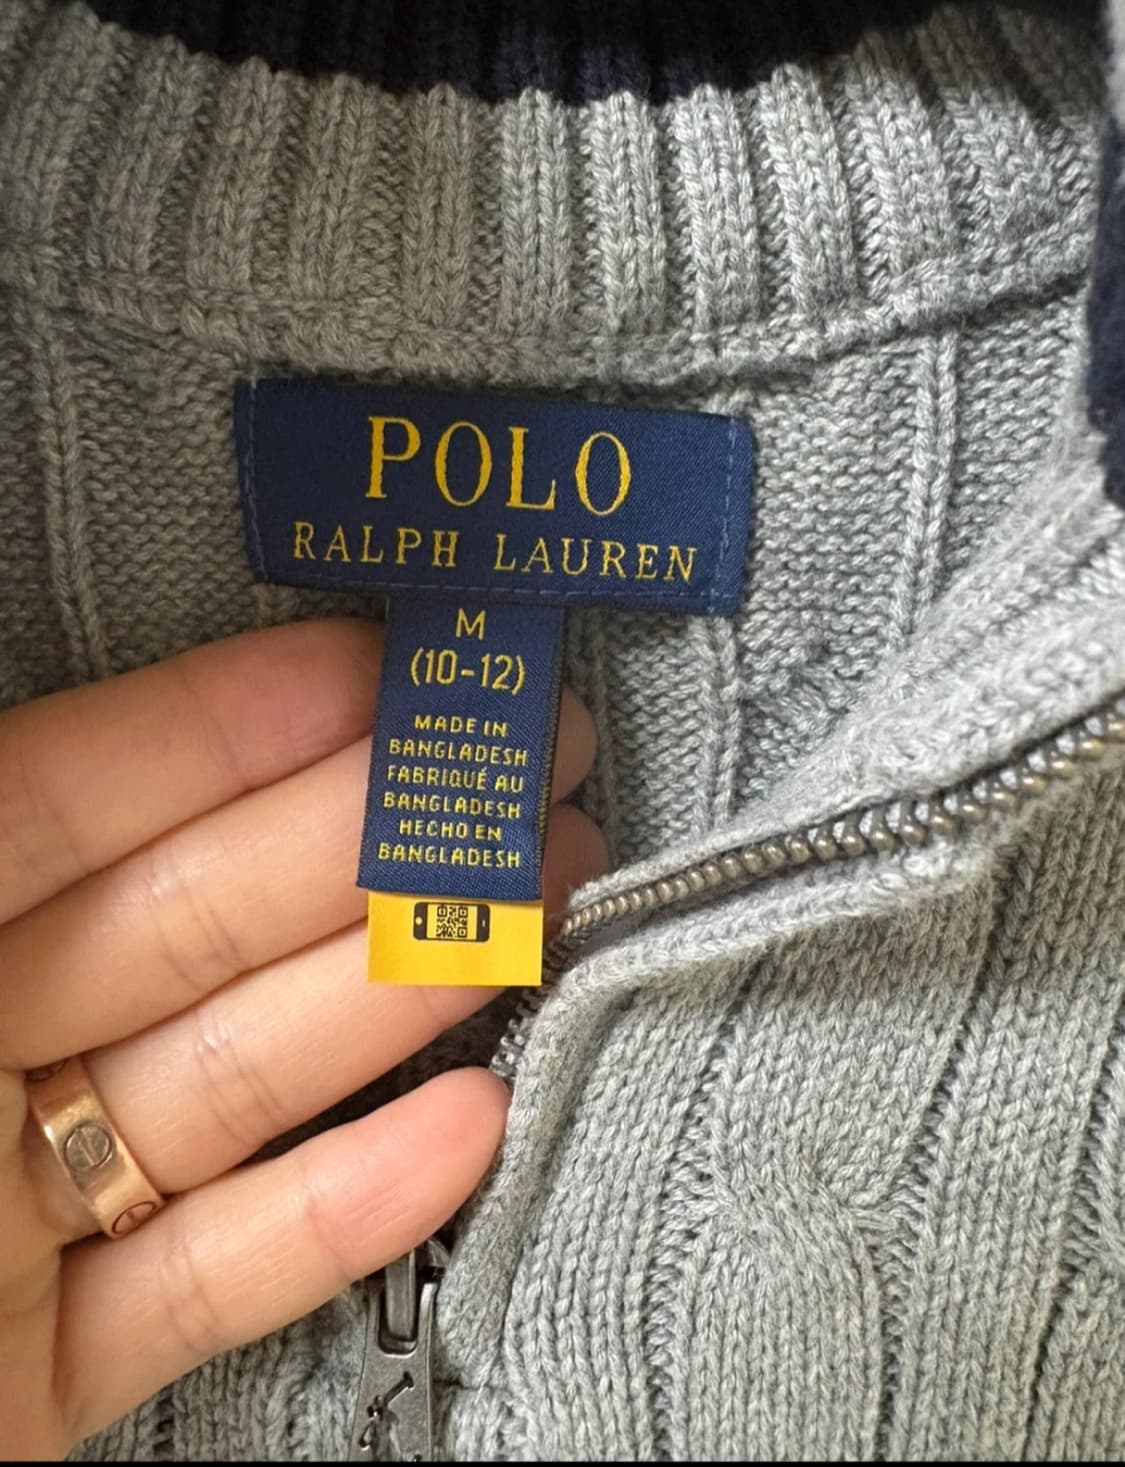 POLO
RALPH LAUREN
M
(10-12)
MADE IN
BANGLADESH
FABRIQUÉ AU
BANGLADESH
HECHO EN
BANGLADESH